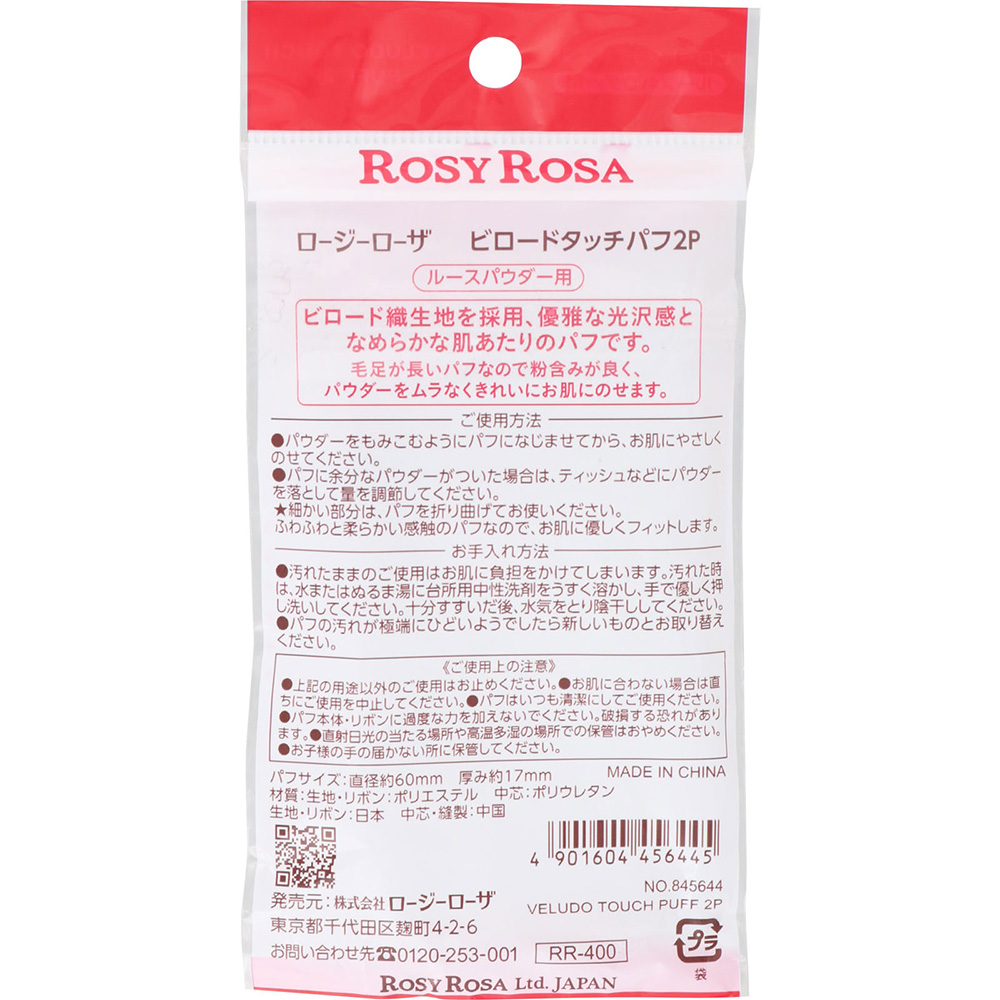 ROSY ROSA
ロージーローザ ビロードタッチパフ2P
ルースパウダー用
ビロード織生地を採用、優雅な光沢感と
なめらかな肌あたりのパフです。
毛足が長いパフなので粉含みが良く、
パウダーをムラなくきれいにお肌にのせます。
ご使用方法
●パウダーをもみこむようにパフになじませてから、お肌にやさしく
のせてください。
●パフに余分なパウダーがついた場合は、ティッシュなどにパウダー
を落として量を調節してください。
★細かい部分は、パフを折り曲げてお使いください。
ふわふわと柔らかい感触のパフなので、お肌に優しくフィットします。
お手入れ方法
●汚れたままのご使用はお肌に負担をかけてしまいます。汚れた時
は、水またはぬるま湯に台所用中性洗剤をうすく溶かし、手で優しく押
し洗いしてください。十分すすいだ後、水気をとり陰干ししてください。
●パフの汚れが極端にひどいようでしたら新しいものとお取り替え
ください。
《ご使用上の注意》
●上記の用途以外のご使用はお止めください。●お肌に合わない場合は直
ちにご使用を中止してください。●パフはいつも清潔にしてご使用ください。
●パフ本体・リボンに過度な力を加えないでください。破損する恐れがあり
ます。●直射日光の当たる場所や高温多湿の場所での保管はおやめください。
●お子様の手の届かない所に保管してください。
パフサイズ：直径約60mm 厚み約17mm MADE IN CHINA
材質：生地・リボン：ポリエステル 中芯：ポリウレタン
生地・リボン：日本 中芯・縫製：中国
4 901604 456445
NO.845644
VELUDO TOUCH PUFF 2P
発売元：株式会社ロージーローザ
東京都千代田区麹町4-2-6
お問い合わせ先☎0120-253-001 RR-400
プラ
袋
ROSY ROSA Ltd. JAPAN